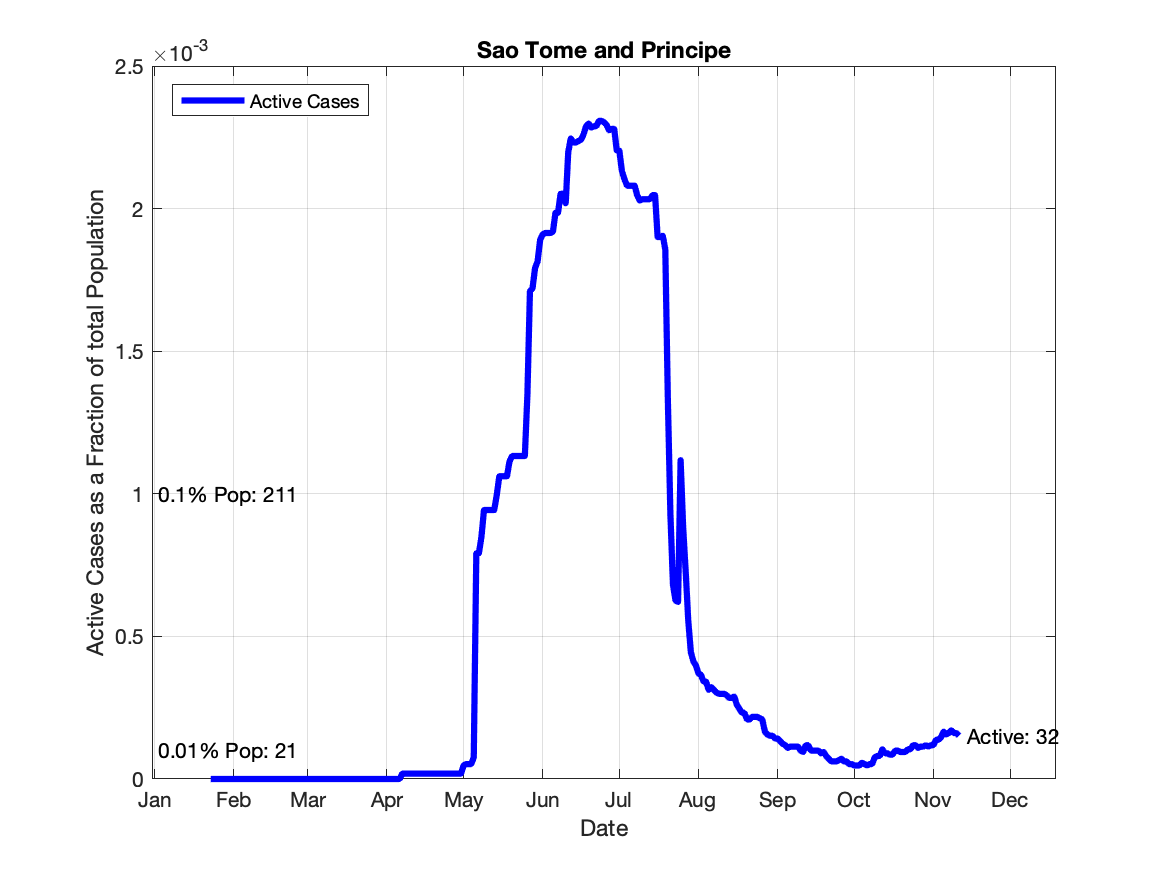 Sao Tome and Principe
×10-3
2.5
2
1.5
1
0.5
0
Active Cases as a Fraction of total Population
Active Cases
0.1% Pop: 211
0.01% Pop: 21
Active: 32
Jan Feb Mar Apr May Jun Jul Aug Sep Oct Nov Dec
Date